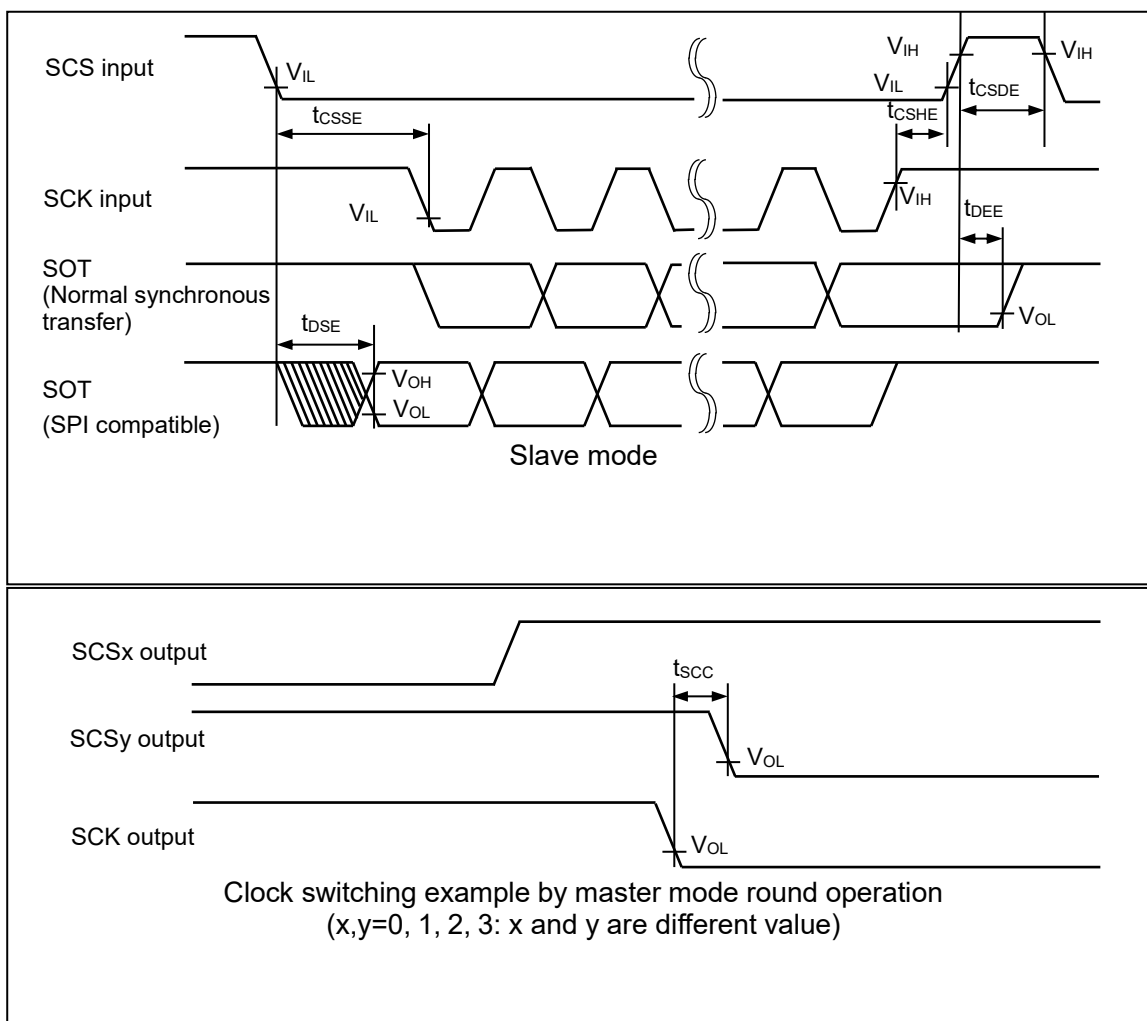 SCS input
VIL
VIH
VIH
VIL
tCSDE
tCSSE
tCSHE
SCK input
VIL
VIH
tDEE
SOT
(Normal synchronous
transfer)
VOL
tDSE
SOT
(SPI compatible)
VOH
VOL
Slave mode
SCSx output
tSCC
SCSy output
VOL
SCK output
VOL
Clock switching example by master mode round operation
(x,y=0, 1, 2, 3: x and y are different value)